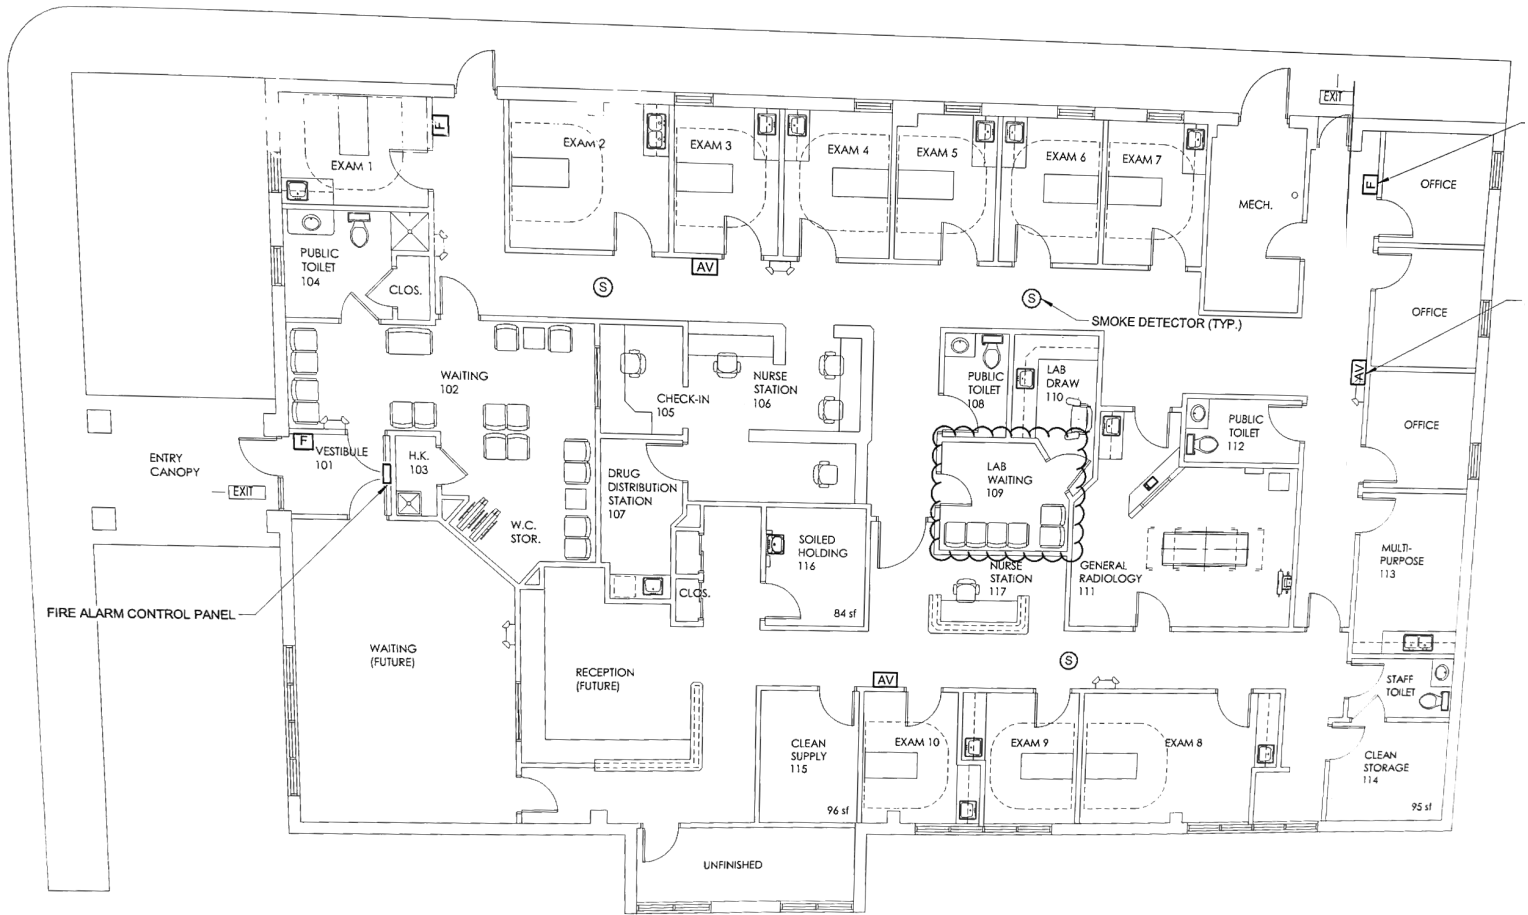 EXIT
F
EXAM 1
EXAM 2
EXAM 3
EXAM 4
EXAM 5
EXAM 6
EXAM 7
MECH.
F
OFFICE
PUBLIC
TOILET
104
CLOS.
AV
S
S
SMOKE DETECTOR (TYP.)
OFFICE
WAITING
102
CHECK-IN
105
NURSE
STATION
106
PUBLIC
TOILET
108
LAB
DRAW
110
AV
PUBLIC
TOILET
112
OFFICE
ENTRY
CANOPY
EXIT
F
VESTIBULE
101
H.K.
103
DRUG
DISTRIBUTION
STATION
107
LAB
WAITING
109
W.C.
STOR.
SOILED
HOLDING
116
84 sf
CLOS.
NURSE
STATION
117
GENERAL
RADIOLOGY
111
MULTI-
PURPOSE
113
FIRE ALARM CONTROL PANEL
WAITING
(FUTURE)
RECEPTION
(FUTURE)
S
AV
STAFF
TOILET
CLEAN
SUPPLY
115
96 sf
EXAM 10
EXAM 9
EXAM 8
CLEAN
STORAGE
114
95 sf
UNFINISHED